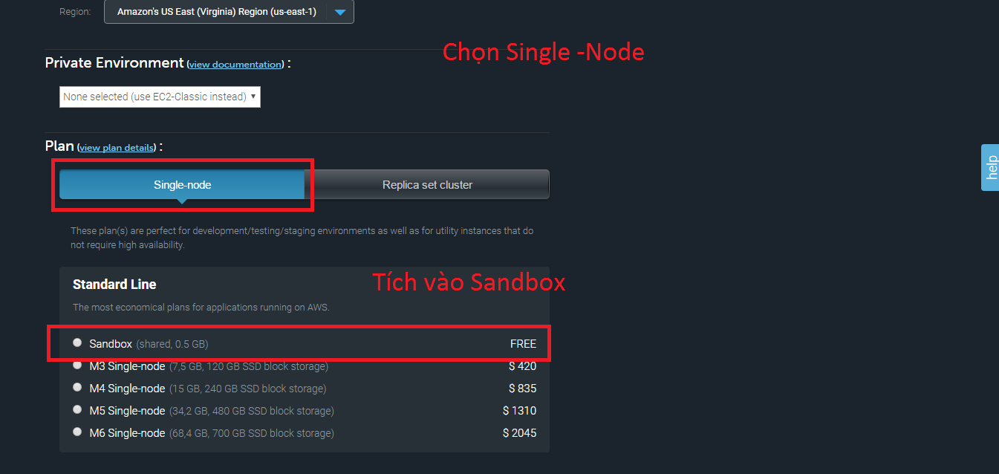 Region: Amazon's US East (Virginia) Region (us-east-1)
Chọn Single -Node
Private Environment (view documentation) :
None selected (use EC2-Classic instead)
Plan (view plan details) :
Single-node Replica set cluster
help
These plan(s) are perfect for development/testing/staging environments as well as for utility instances that do
not require high availability.
Tích vào Sandbox
Standard Line
The most economical plans for applications running on AWS.
Sandbox (shared, 0.5 GB) FREE
M3 Single-node (7,5 GB, 120 GB SSD block storage) $ 420
M4 Single-node (15 GB, 240 GB SSD block storage) $ 835
M5 Single-node (34,2 GB, 480 GB SSD block storage) $ 1310
M6 Single-node (68,4 GB, 700 GB SSD block storage) $ 2045